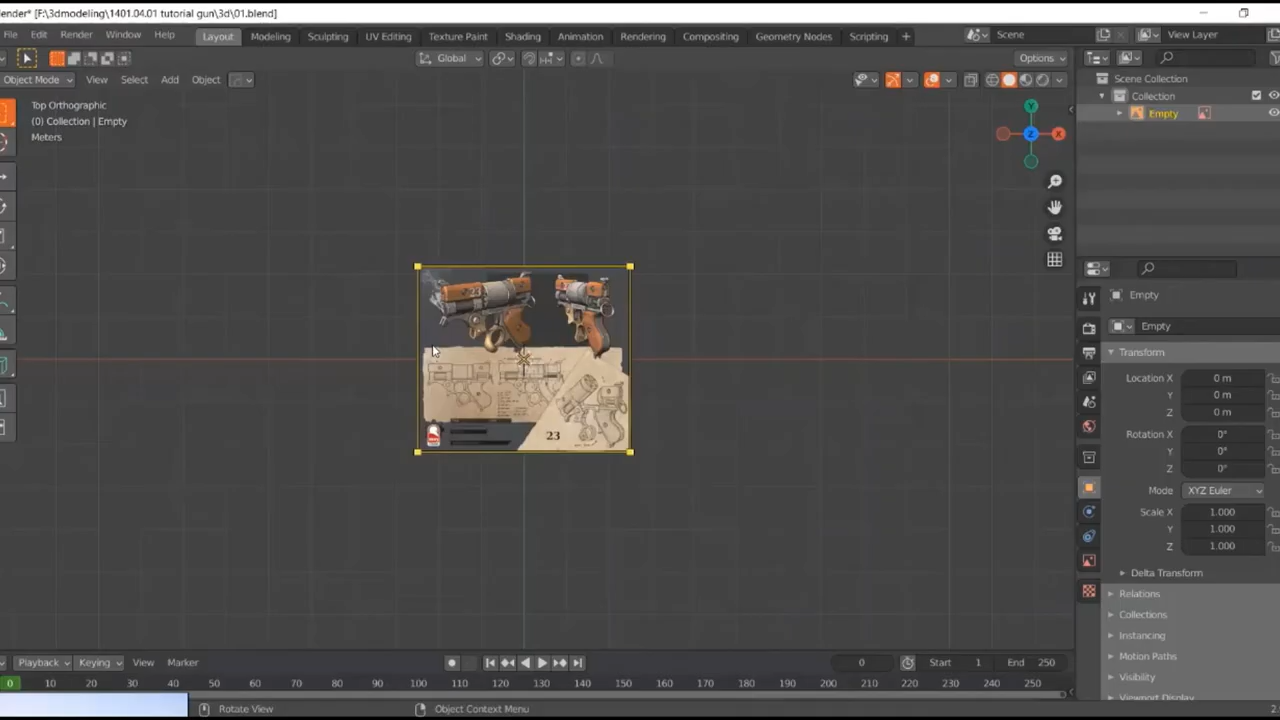 ender* [F:\3dmodeling\1401.04.01 tutorial gun\3d\01.blend]
File Edit Render Window Help Layout Modeling Sculpting UV Editing Texture Paint Shading Animation Rendering Compositing Geometry Nodes Scripting + Scene View Layer
Global Options
Object Mode View Select Add Object
Top Orthographic
(0) Collection | Empty
Meters
Y
Z X
Scene Collection
Collection
Empty
Empty
Empty
Transform
Location X 0 m
Y 0 m
Z 0 m
Rotation X 0°
Y 0°
Z 0°
Mode XYZ Euler
Scale X 1.000
Y 1.000
Z 1.000
Delta Transform
Relations
Collections
Instancing
Motion Paths
Visibility
Viewport Display
23
23
Playback Keying View Marker 0 Start 1 End 250
0 10 20 30 40 50 60 70 80 90 100 110 120 130 140 150 160 170 180 190 200 210 220 230 240 250
Rotate View Object Context Menu 2.